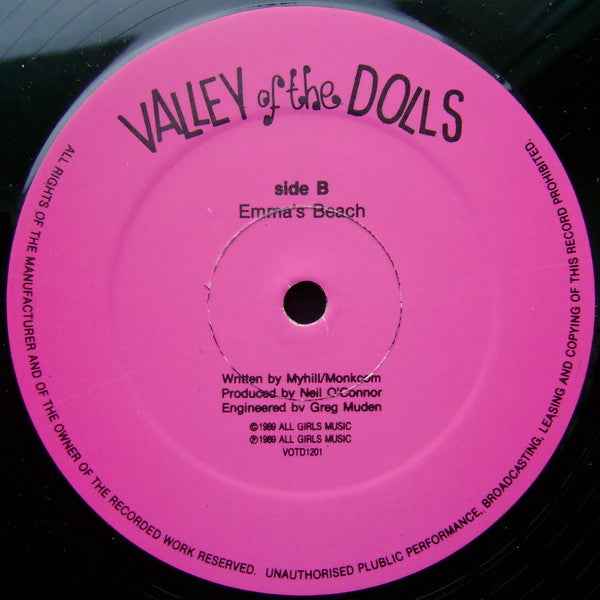 VALLEY of the DOLLS
side B
Emma's Beach
Written by Myhill/Monkcom
Produced by Neil O'Connor
Engineered by Greg Muden
©1989 ALL GIRLS MUSIC
℗1989 ALL GIRLS MUSIC
VOTD1201
ALL RIGHTS OF THE MANUFACTURER AND OF THE OWNER OF THE RECORDED WORK RESERVED. UNAUTHORISED PLUBLIC PERFORMANCE,, BROADCASTING, LEASING AND COPYING OF THIS RECORD PROHIBITED.